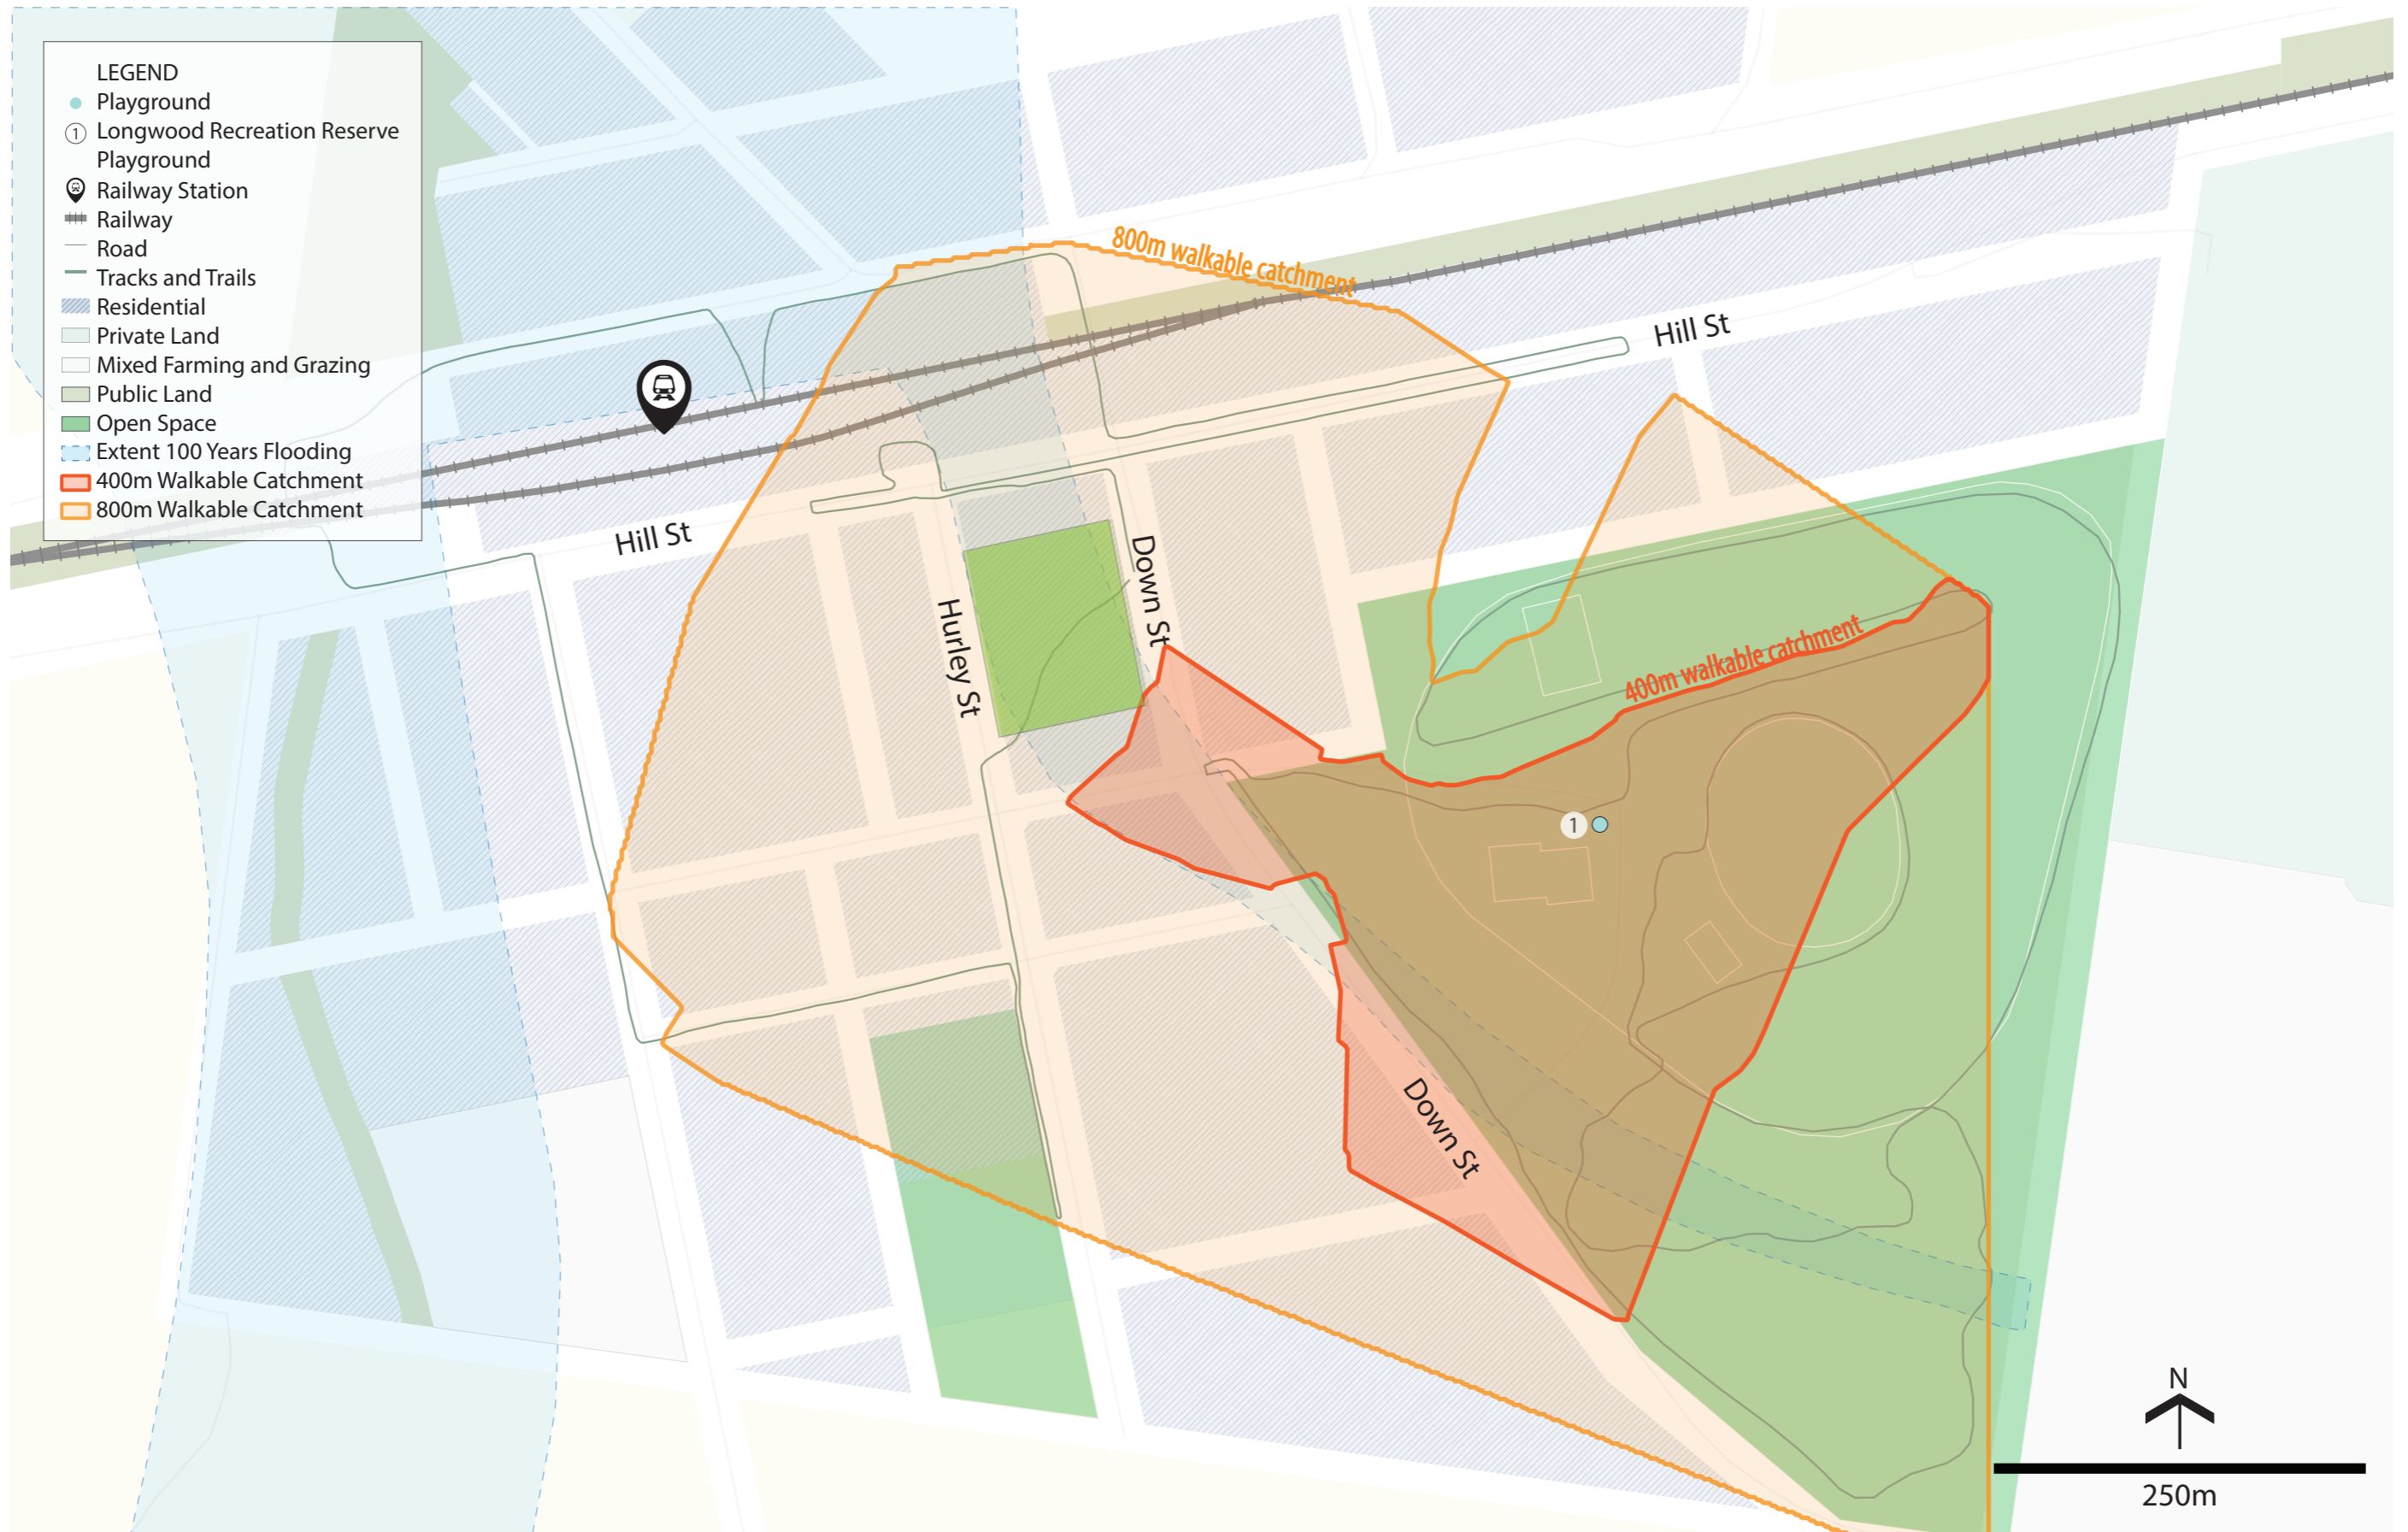 LEGEND
Playground
1 Longwood Recreation Reserve
Playground
Railway Station
Railway
Road
Tracks and Trails
Residential
Private Land
Mixed Farming and Grazing
Public Land
Open Space
Extent 100 Years Flooding
400m Walkable Catchment
800m Walkable Catchment
800m walkable catchment
Hill St
Hill St
Down St
Hurley St
400m walkable catchment
1
Down St
N
250m